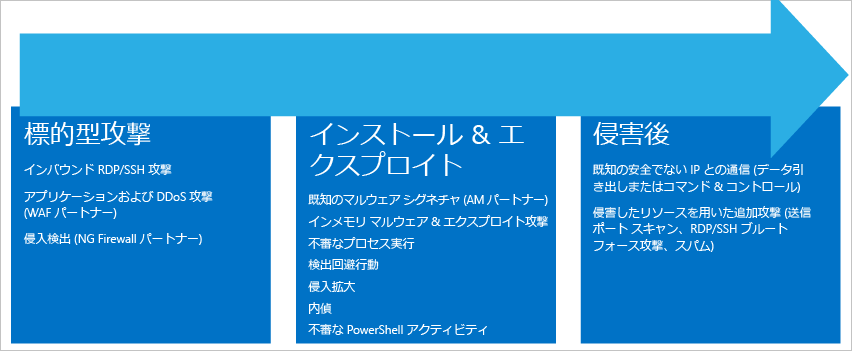 標的型攻撃
インバウンド RDP/SSH 攻撃
アプリケーションおよび DDoS 攻撃
(WAF パートナー)
侵入検出 (NG Firewall パートナー)
インストール & エ
クスプロイト
既知のマルウェア シグネチャ (AM パートナー)
インメモリ マルウェア & エクスプロイト攻撃
不審なプロセス実行
検出回避行動
侵入拡大
内偵
不審な PowerShell アクティビティ
侵害後
既知の安全でない IP との通信 (データ引
き出しまたはコマンド & コントロール)
侵害したリソースを用いた追加攻撃 (送信
ポート スキャン、RDP/SSH ブルート
フォース攻撃、スパム)